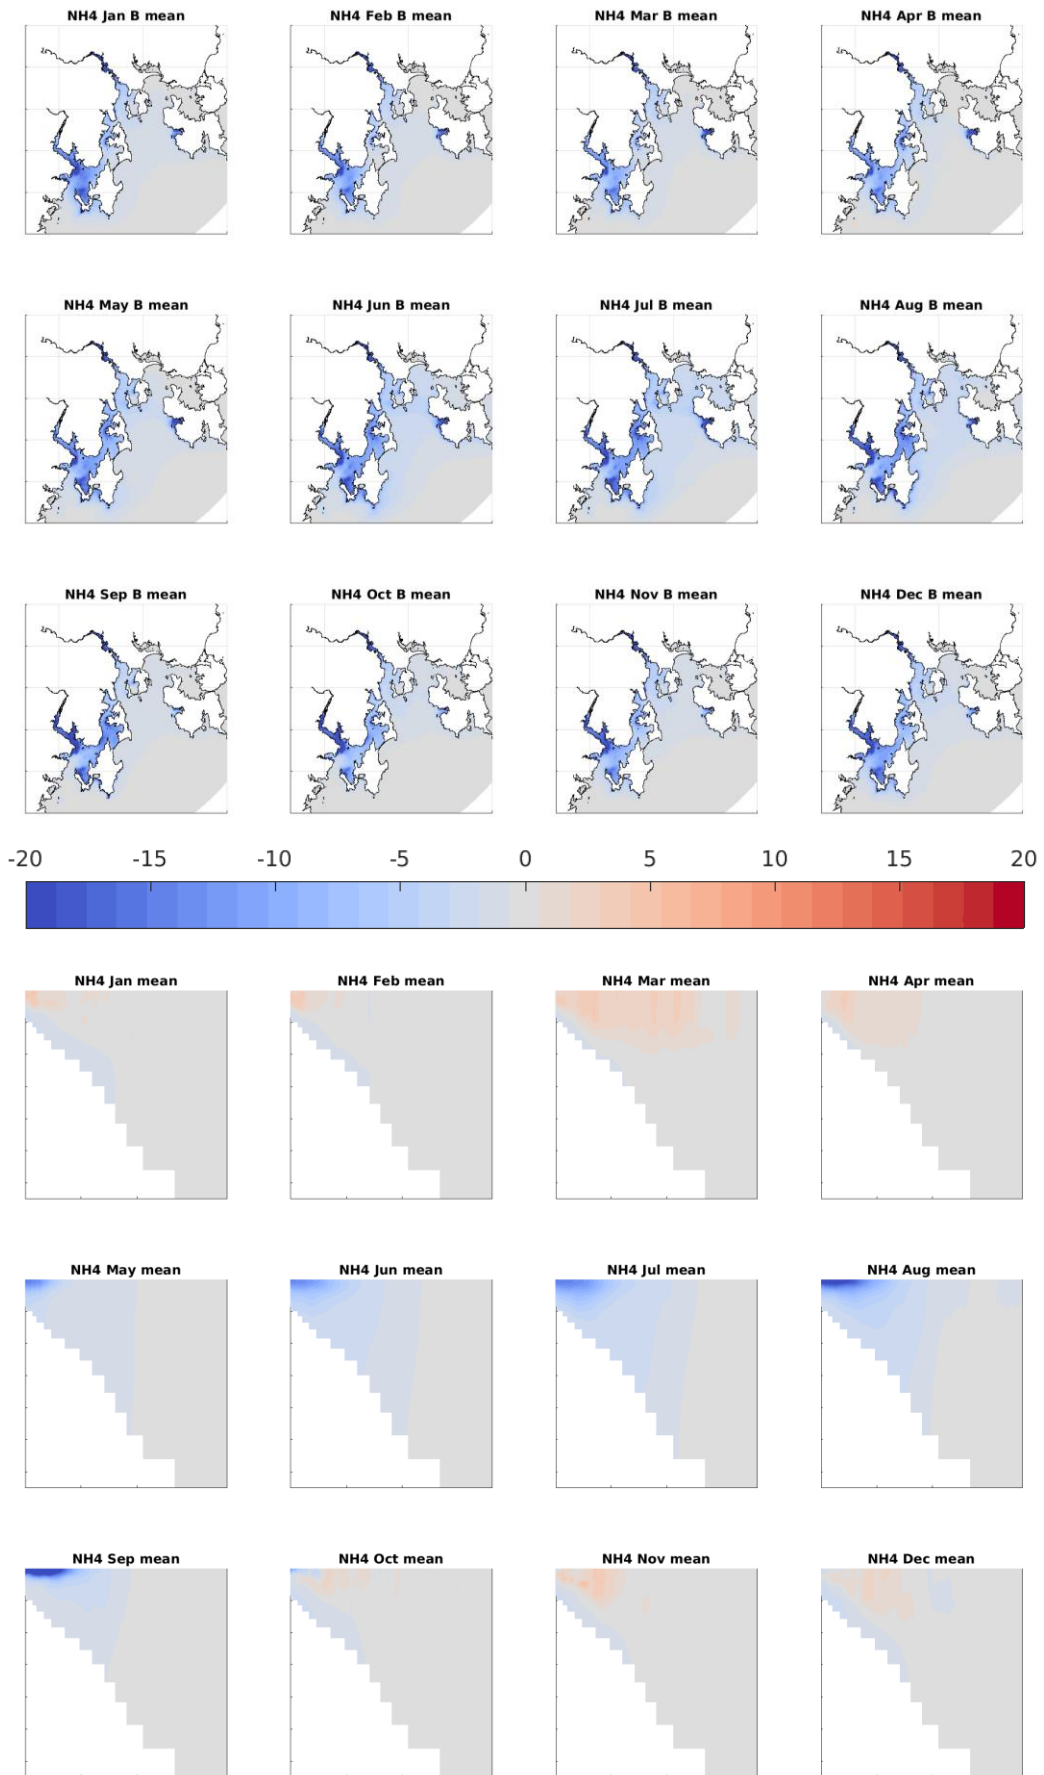 NH4 Jan B mean NH4 Feb B mean NH4 Mar B mean NH4 Apr B mean
NH4 May B mean NH4 Jun B mean NH4 Jul B mean NH4 Aug B mean
NH4 Sep B mean NH4 Oct B mean NH4 Nov B mean NH4 Dec B mean
-20 -15 -10 -5 0 5 10 15 20
NH4 Jan mean NH4 Feb mean NH4 Mar mean NH4 Apr mean
NH4 May mean NH4 Jun mean NH4 Jul mean NH4 Aug mean
NH4 Sep mean NH4 Oct mean NH4 Nov mean NH4 Dec mean